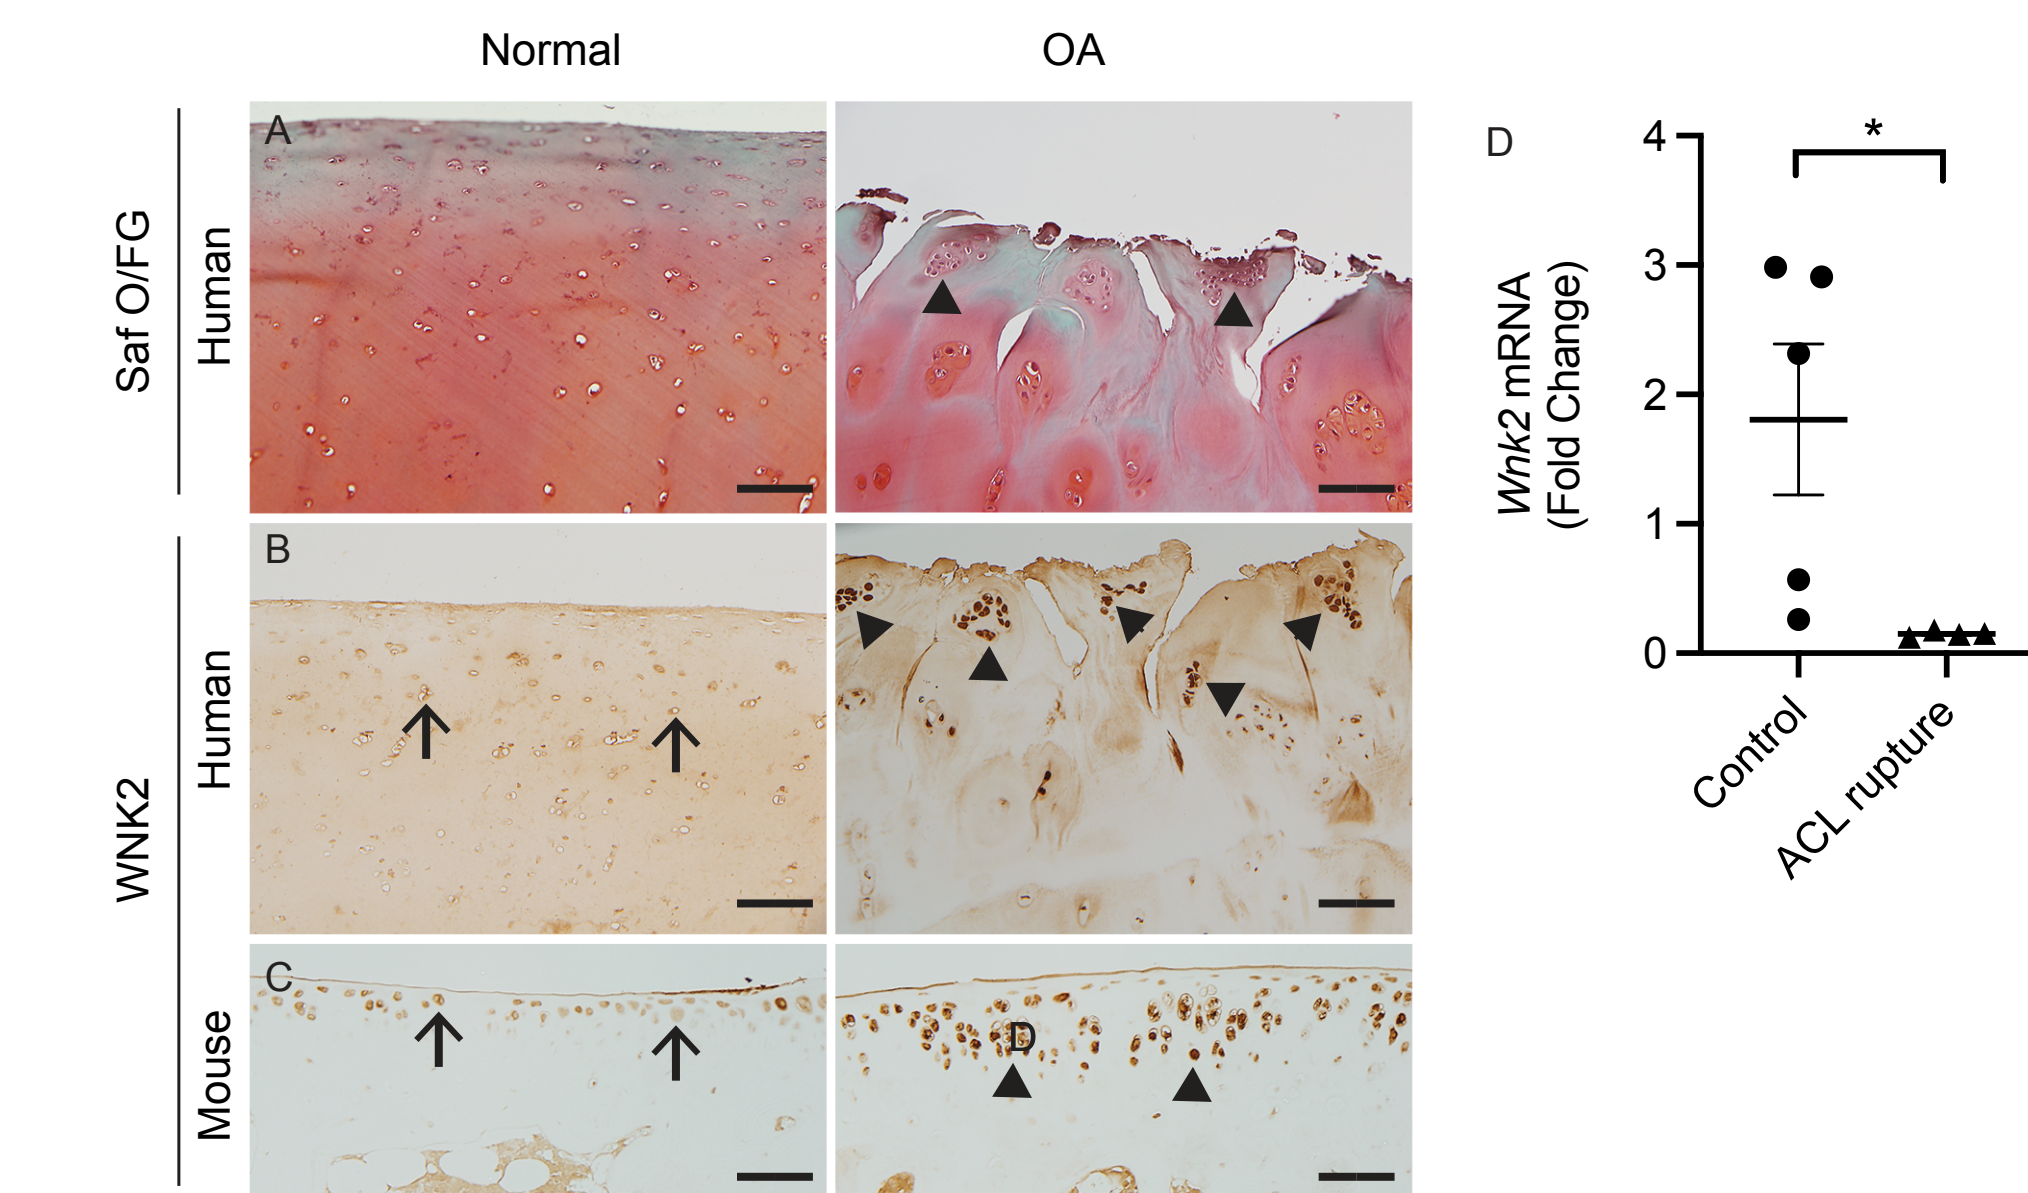 Normal
OA
Saf O/FG
Human
A
WNK2
Human
B
Mouse
C
D
D
*
Wnk2 mRNA
(Fold Change)
4
3
2
1
0
Control
ACL rupture